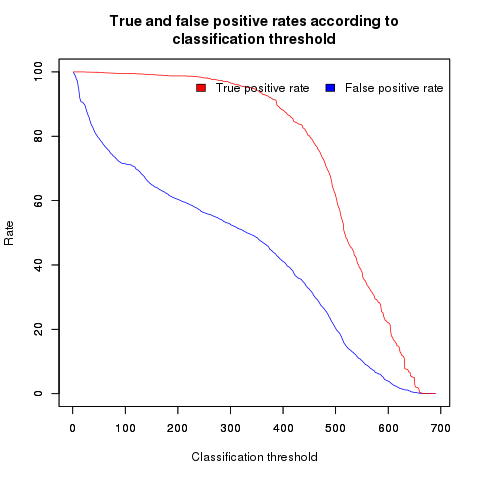 True and false positive rates according to
classification threshold
True positive rate
False positive rate
Rate
100
80
60
40
20
0
0 100 200 300 400 500 600 700
Classification threshold